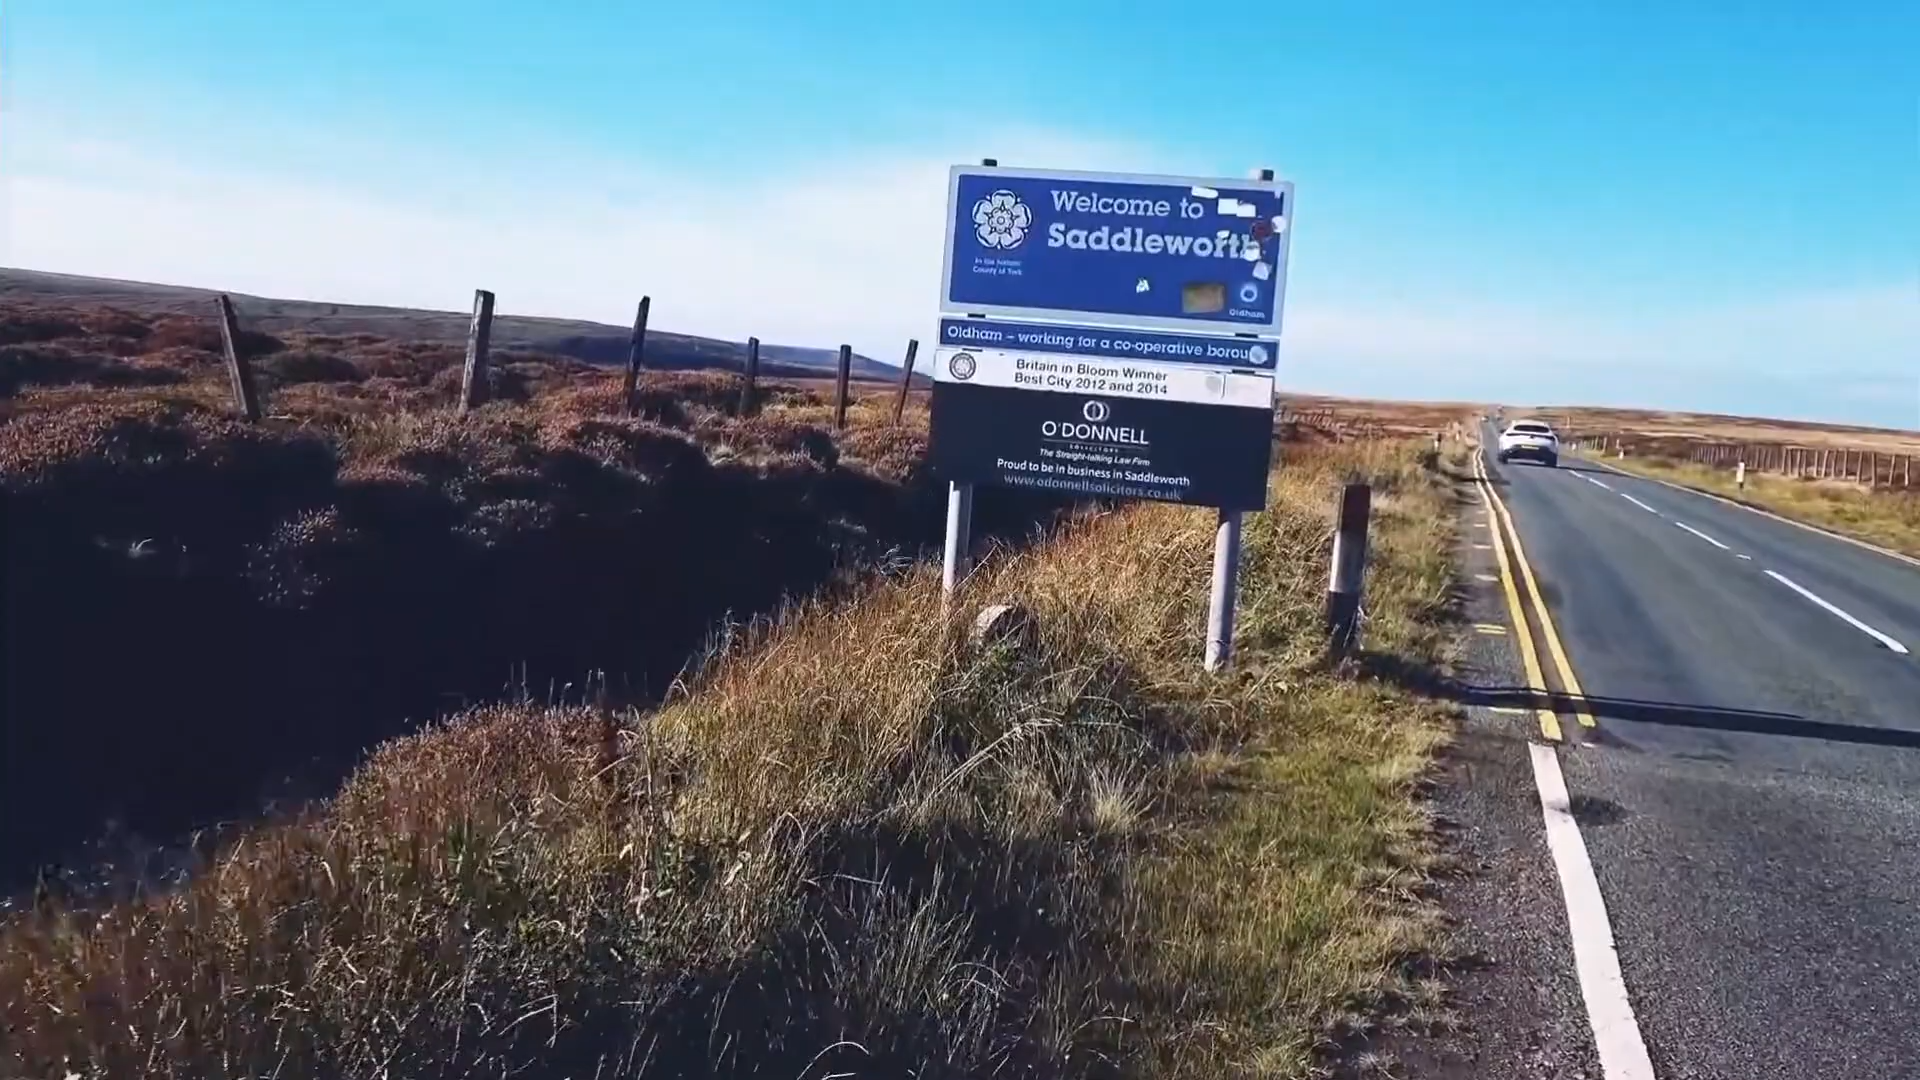 Welcome to
Saddleworth
In the historic
County of York
Oldham
Oldham – working for a co-operative borou
Britain in Bloom Winner
Best City 2012 and 2014
O'DONNELL
SOLICITORS
The Straight-talking Law Firm
Proud to be in business in Saddleworth
www.odonnellsolicitors.co.uk